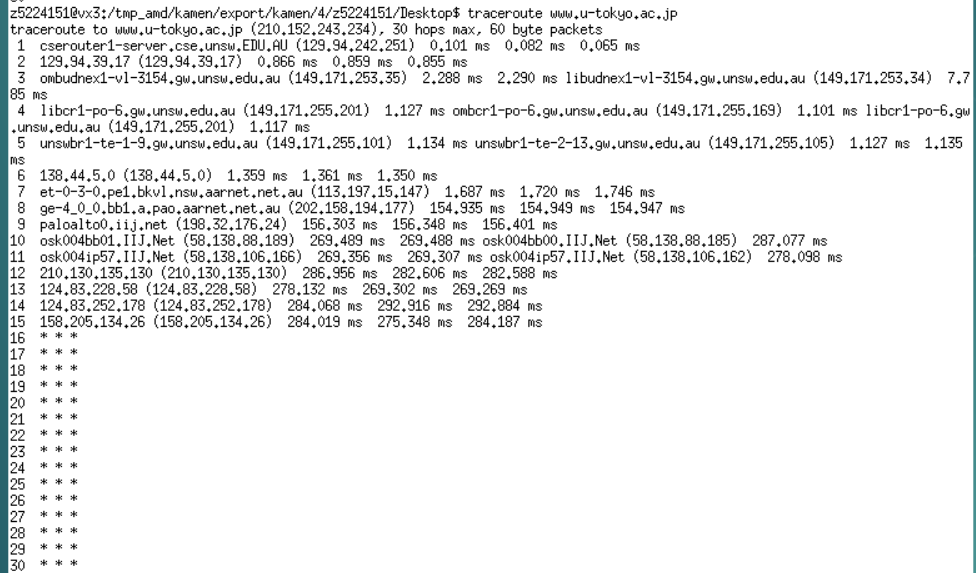 z5224151@vx3:/tmp_amd/kamen/export/kamen/4/z5224151/Desktop$ traceroute www.u-tokyo.ac.jp
traceroute to www.u-tokyo.ac.jp (210.152.243.234), 30 hops max, 60 byte packets
1 cserouter1-server.cse.unsw.EDU.AU (129.94.242.251) 0.101 ms 0.082 ms 0.065 ms
2 129.94.39.17 (129.94.39.17) 0.866 ms 0.859 ms 0.855 ms
3 ombudnex1-vl-3154.gw.unsw.edu.au (149.171.253.35) 2.288 ms 2.290 ms libudnex1-vl-3154.gw.unsw.edu.au (149.171.253.34) 7.7
85 ms
4 libcr1-po-6.gw.unsw.edu.au (149.171.255.201) 1.127 ms ombcr1-po-6.gw.unsw.edu.au (149.171.255.169) 1.101 ms libcr1-po-6.gw
.unsw.edu.au (149.171.255.201) 1.117 ms
5 unswbr1-te-1-9.gw.unsw.edu.au (149.171.255.101) 1.134 ms unswbr1-te-2-13.gw.unsw.edu.au (149.171.255.105) 1.127 ms 1.135
ms
6 138.44.5.0 (138.44.5.0) 1.359 ms 1.361 ms 1.350 ms
7 et-0-3-0.pe1.bkvl.nsw.aarnet.net.au (113.197.15.147) 1.687 ms 1.720 ms 1.746 ms
8 ge-4_0_0.bb1.a.pao.aarnet.net.au (202.158.194.177) 154.935 ms 154.949 ms 154.947 ms
9 paloalto0.iij.net (198.32.176.24) 156.303 ms 156.348 ms 156.401 ms
10 osk004bb01.IIJ.Net (58.138.88.189) 269.489 ms 269.488 ms osk004bb00.IIJ.Net (58.138.88.185) 287.077 ms
11 osk004ip57.IIJ.Net (58.138.106.166) 269.356 ms 269.307 ms osk004ip57.IIJ.Net (58.138.106.162) 278.098 ms
12 210.130.135.130 (210.130.135.130) 286.956 ms 282.606 ms 282.588 ms
13 124.83.228.58 (124.83.228.58) 278.132 ms 269.302 ms 269.269 ms
14 124.83.252.178 (124.83.252.178) 284.068 ms 292.916 ms 292.884 ms
15 158.205.134.26 (158.205.134.26) 284.019 ms 275.348 ms 284.187 ms
16 * * *
17 * * *
18 * * *
19 * * *
20 * * *
21 * * *
22 * * *
23 * * *
24 * * *
25 * * *
26 * * *
27 * * *
28 * * *
29 * * *
30 * * *